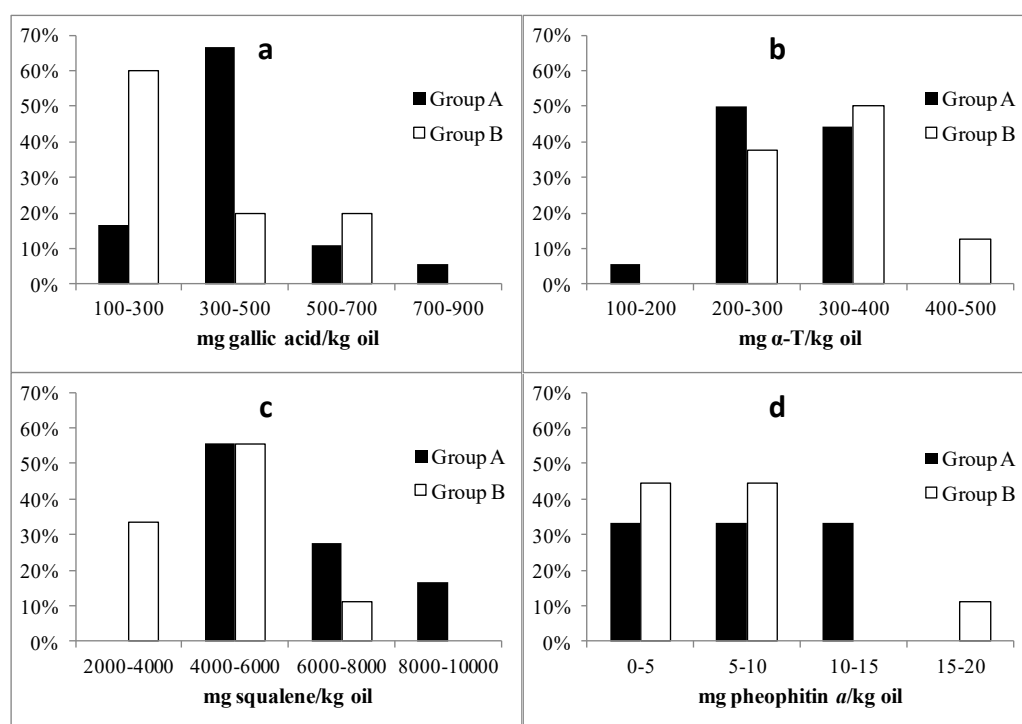 a
70%
60%
50%
40%
30%
20%
10%
0%
Group A
Group B
100-300 300-500 500-700 700-900
mg gallic acid/kg oil
b
70%
60%
50%
40%
30%
20%
10%
0%
Group A
Group B
100-200 200-300 300-400 400-500
mg α-T/kg oil
c
70%
60%
50%
40%
30%
20%
10%
0%
Group A
Group B
2000-4000 4000-6000 6000-8000 8000-10000
mg squalene/kg oil
d
70%
60%
50%
40%
30%
20%
10%
0%
Group A
Group B
0-5 5-10 10-15 15-20
mg pheophitin a/kg oil